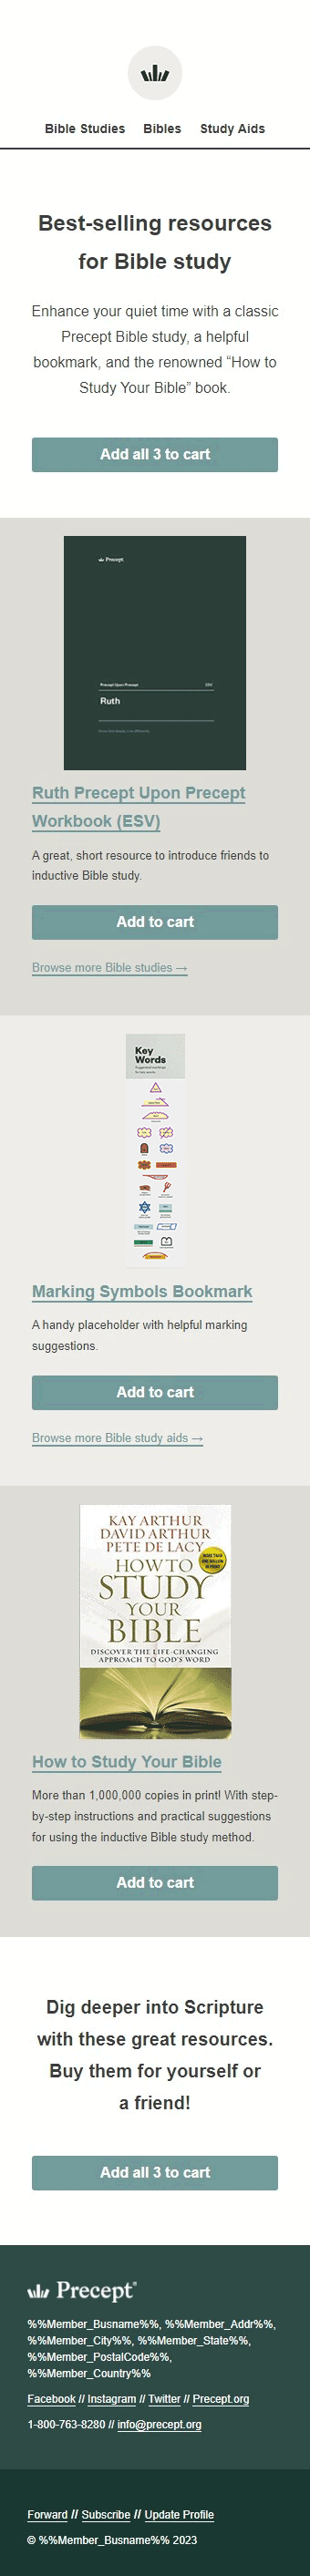 Bible Studies Bibles Study Aids
Best-selling resources
for Bible study
Enhance your quiet time with a classic
Precept Bible study, a helpful
bookmark, and the renowned “How to
Study Your Bible” book.
Add all 3 to cart
Precept
Precept Upon Precept ESV
Ruth
Ruth Precept Upon Precept
Workbook (ESV)
A great, short resource to introduce friends to
inductive Bible study.
Add to cart
Browse more Bible studies →
Key
Words
Suggested markings
for key words
Marking Symbols Bookmark
A handy placeholder with helpful marking
suggestions.
Add to cart
Browse more Bible study aids →
KAY ARTHUR
DAVID ARTHUR
PETE DE LACY
HOW TO
STUDY
YOUR
BIBLE
MORE THAN
ONE MILLION
IN PRINT!
DISCOVER THE LIFE-CHANGING
APPROACH TO GOD'S WORD
How to Study Your Bible
More than 1,000,000 copies in print! With step-
by-step instructions and practical suggestions
for using the inductive Bible study method.
Add to cart
Dig deeper into Scripture
with these great resources.
Buy them for yourself or
a friend!
Add all 3 to cart
Precept®
%%Member_Busname%%, %%Member_Addr%%,
%%Member_City%%, %%Member_State%%,
%%Member_PostalCode%%,
%%Member_Country%%
Facebook // Instagram // Twitter // Precept.org
1-800-763-8280 // info@precept.org
Forward // Subscribe // Update Profile
© %%Member_Busname%% 2023